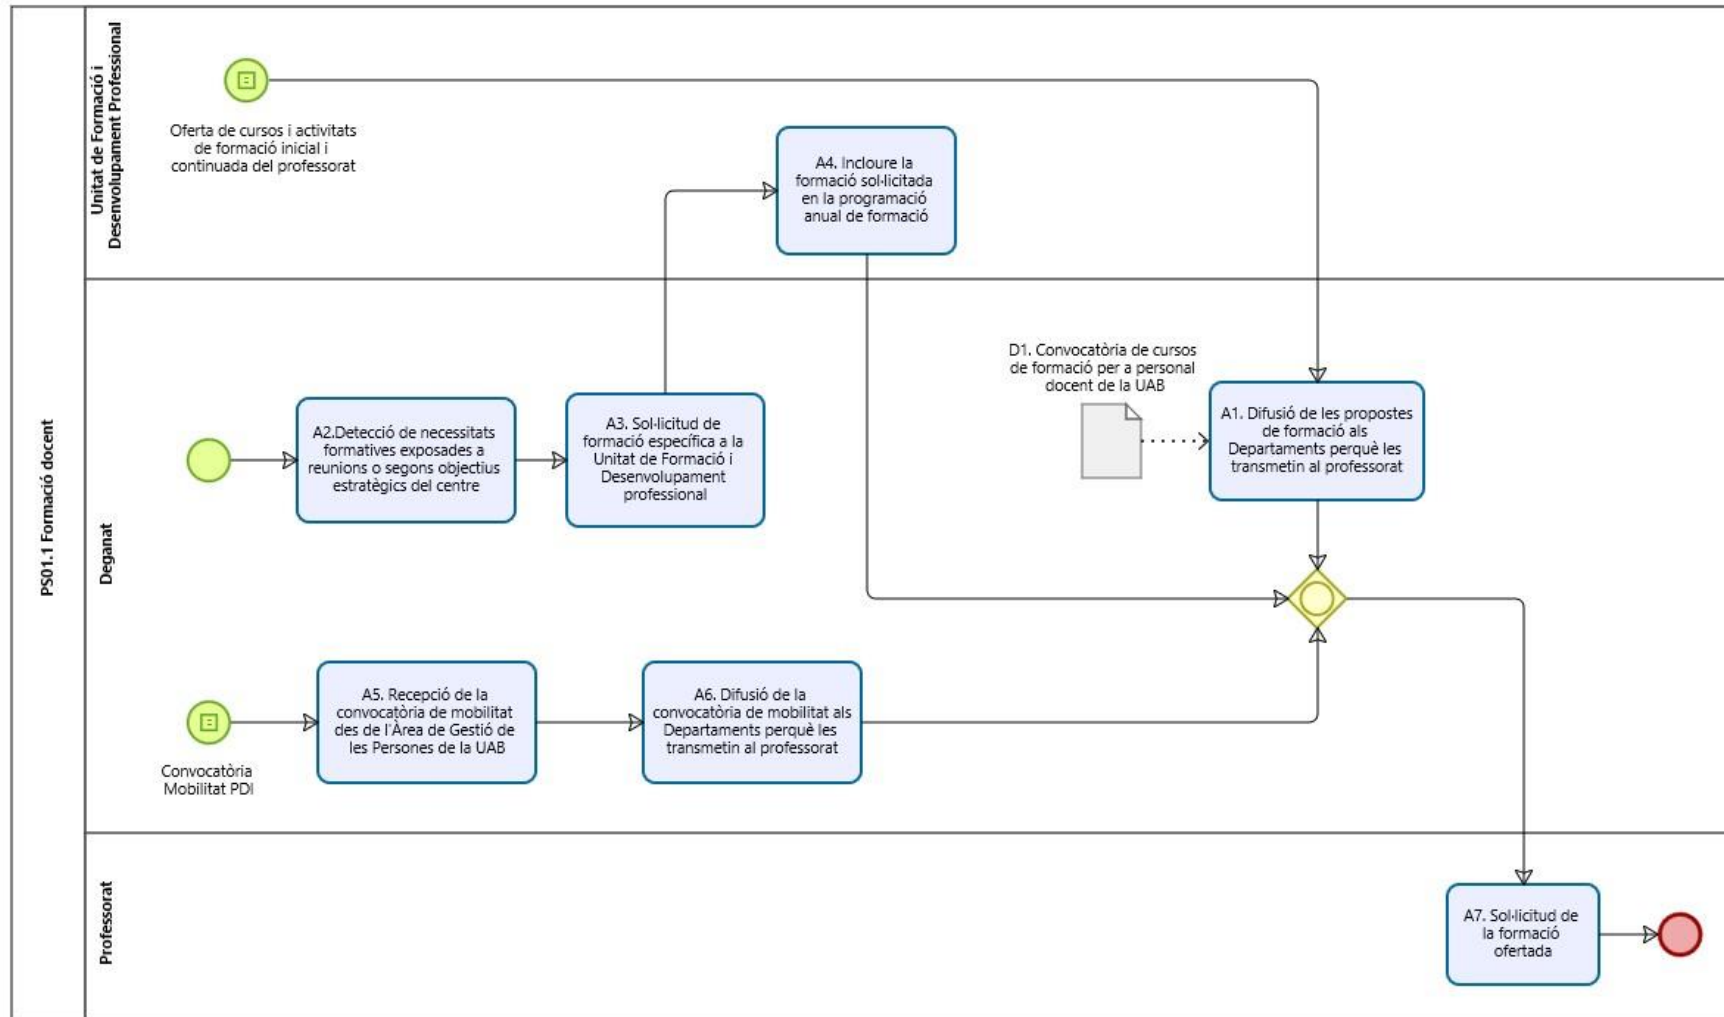 PS01.1 Formació docent
Unitat de Formació i
Desenvolupament Professional
Oferta de cursos i activitats
de formació inicial i
continuada del professorat
A4. Incloure la
formació sol·licitada
en la programació
anual de formació
Deganat
D1. Convocatòria de cursos
de formació per a personal
docent de la UAB
A1. Difusió de les propostes
de formació als
Departaments perquè les
transmetin al professorat
A2.Detecció de necessitats
formatives exposades a
reunions o segons objectius
estratègics del centre
A3. Sol·licitud de
formació específica a la
Unitat de Formació i
Desenvolupament
professional
Convocatòria
Mobilitat PDI
A5. Recepció de la
convocatòria de mobilitat
des de l'Àrea de Gestió de
les Persones de la UAB
A6. Difusió de la
convocatòria de mobilitat als
Departaments perquè les
transmetin al professorat
Professorat
A7. Sol·licitud de
la formació
ofertada